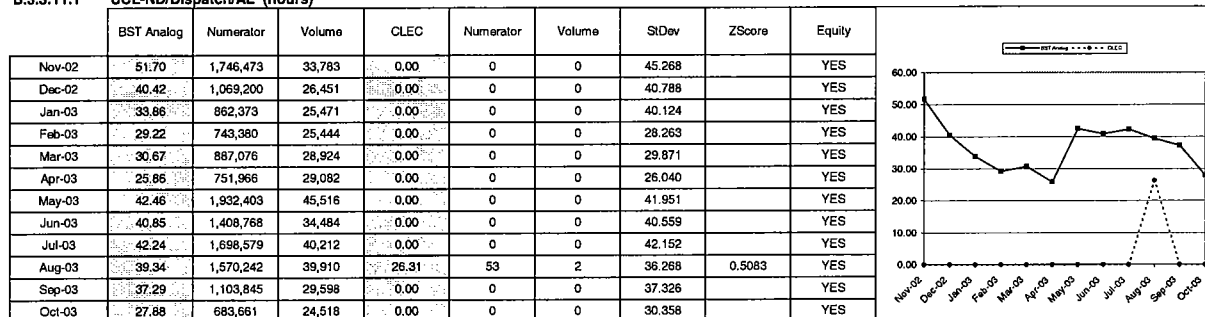 B.3.3.11.1 UCL-ND/Dispatch/AL (hours)
BST Analog Numerator Volume CLEC Numerator Volume StDev ZScore Equity
Nov-02 51.70 1,746,473 33,783 0.00 0 0 45.268 YES
Dec-02 40.42 1,069,200 26,451 0.00 0 0 40.788 YES
Jan-03 33.86 862,373 25,471 0.00 0 0 40.124 YES
Feb-03 29.22 743,380 25,444 0.00 0 0 28.263 YES
Mar-03 30.67 887,076 28,924 0.00 0 0 29.871 YES
Apr-03 25.86 751,966 29,082 0.00 0 0 26.040 YES
May-03 42.46 1,932,403 45,516 0.00 0 0 41.951 YES
Jun-03 40.85 1,408,768 34,484 0.00 0 0 40.559 YES
Jul-03 42.24 1,698,579 40,212 0.00 0 0 42.152 YES
Aug-03 39.34 1,570,242 39,910 26.31 53 2 36.268 0.5083 YES
Sep-03 37.29 1,103,845 29,598 0.00 0 0 37.326 YES
Oct-03 27.88 683,661 24,518 0.00 0 0 30.358 YES
BST Analog CLEC
60.00
50.00
40.00
30.00
20.00
10.00
0.00
Nov-02 Dec-02 Jan-03 Feb-03 Mar-03 Apr-03 May-03 Jun-03 Jul-03 Aug-03 Sep-03 Oct-03